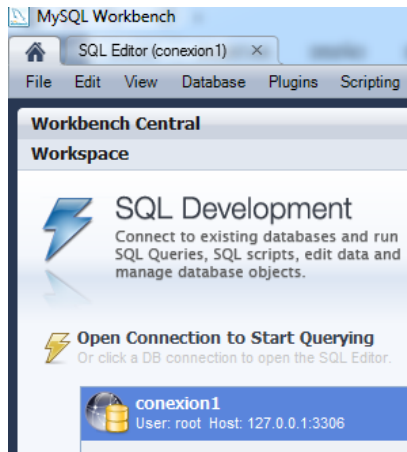 MySQL Workbench
SQL Editor (conexion1) ×
File Edit View Database Plugins Scripting
Workbench Central
Workspace
SQL Development
Connect to existing databases and run
SQL Queries, SQL scripts, edit data and
manage database objects.
Open Connection to Start Querying
Or click a DB connection to open the SQL Editor.
conexion1
User: root Host: 127.0.0.1:3306